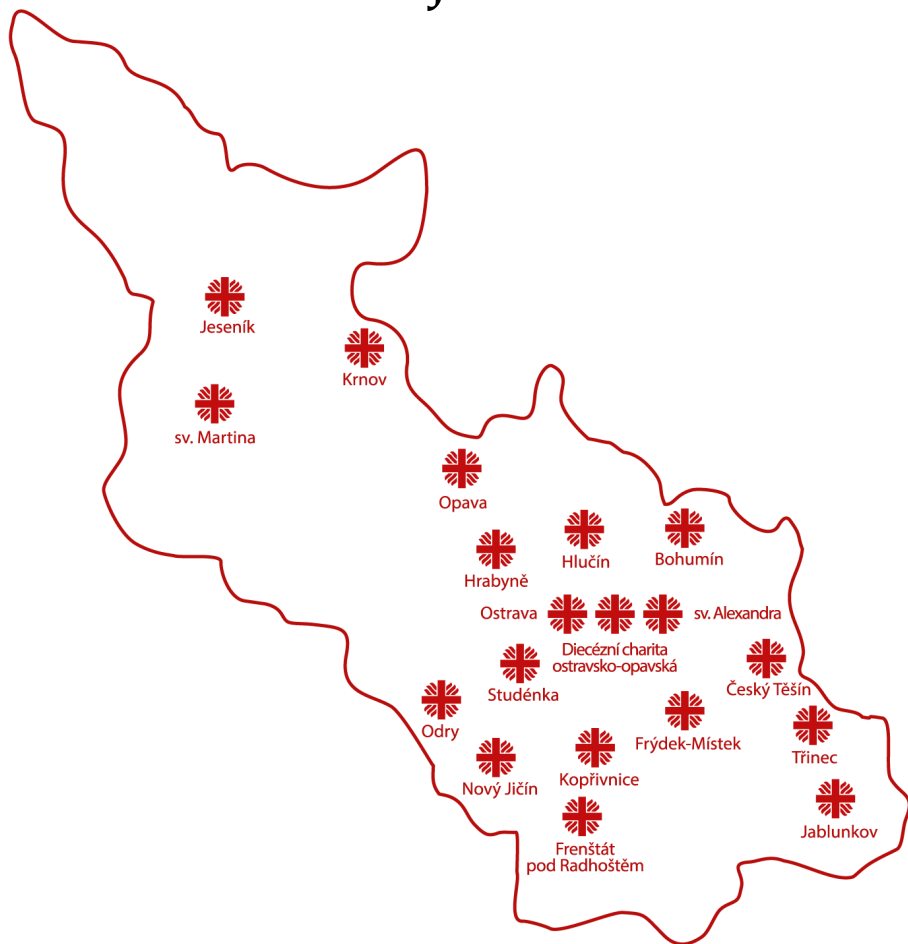 Jeseník
Krnov
sv. Martina
Opava
Hlučín
Bohumín
Hrabyně
Ostrava
sv. Alexandra
Diecézní charita
ostravsko-opavská
Český Těšín
Studénka
Odry
Frýdek-Místek
Třinec
Kopřivnice
Nový Jičín
Jablunkov
Frenštát
pod Radhoštěm